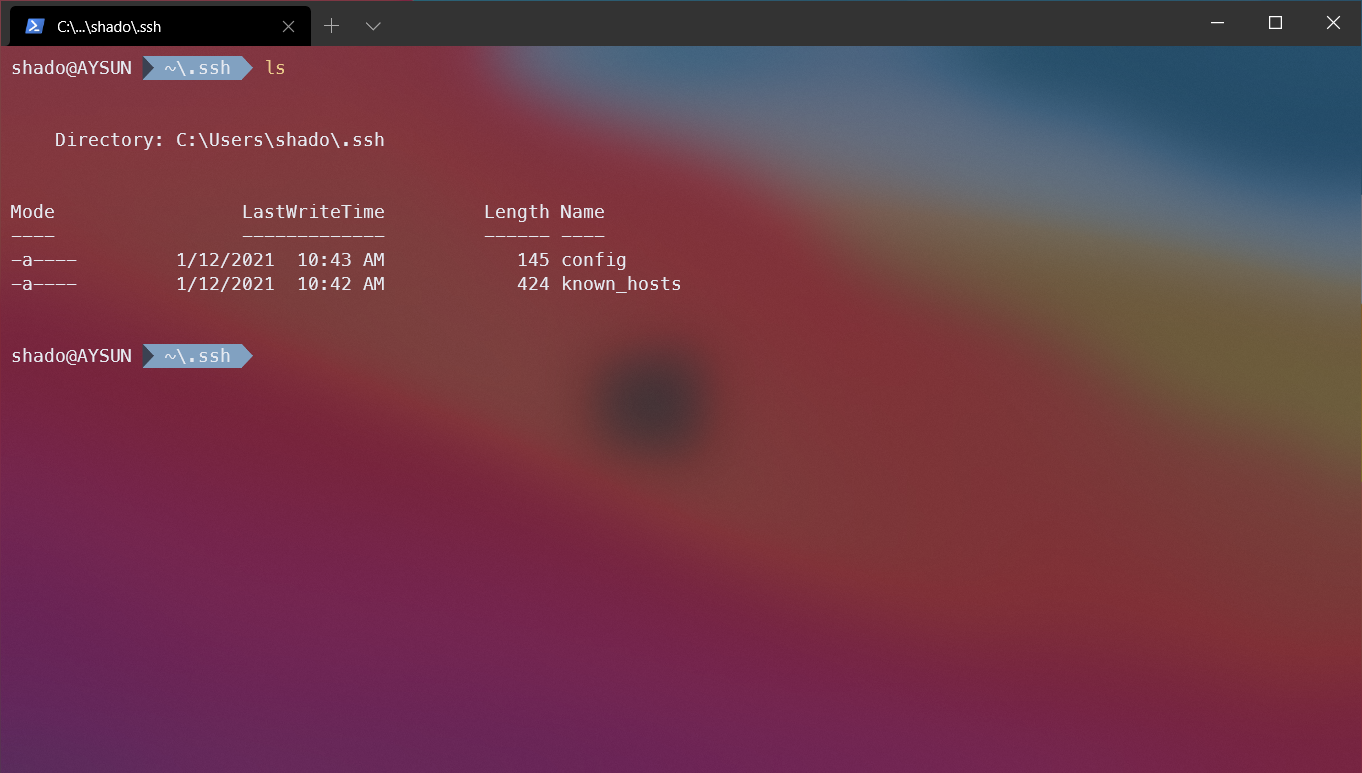 C:\...\shado\.ssh
shado@AYSUN ~\.ssh ls
Directory: C:\Users\shado\.ssh
Mode LastWriteTime Length Name
---- ------------- ------ ----
-a---- 1/12/2021 10:43 AM 145 config
-a---- 1/12/2021 10:42 AM 424 known_hosts
shado@AYSUN ~\.ssh